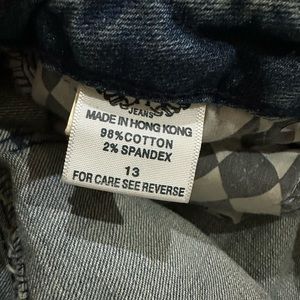 JEANS
MADE IN HONG KONG
98% COTTON
2% SPANDEX
13
FOR CARE SEE REVERSE